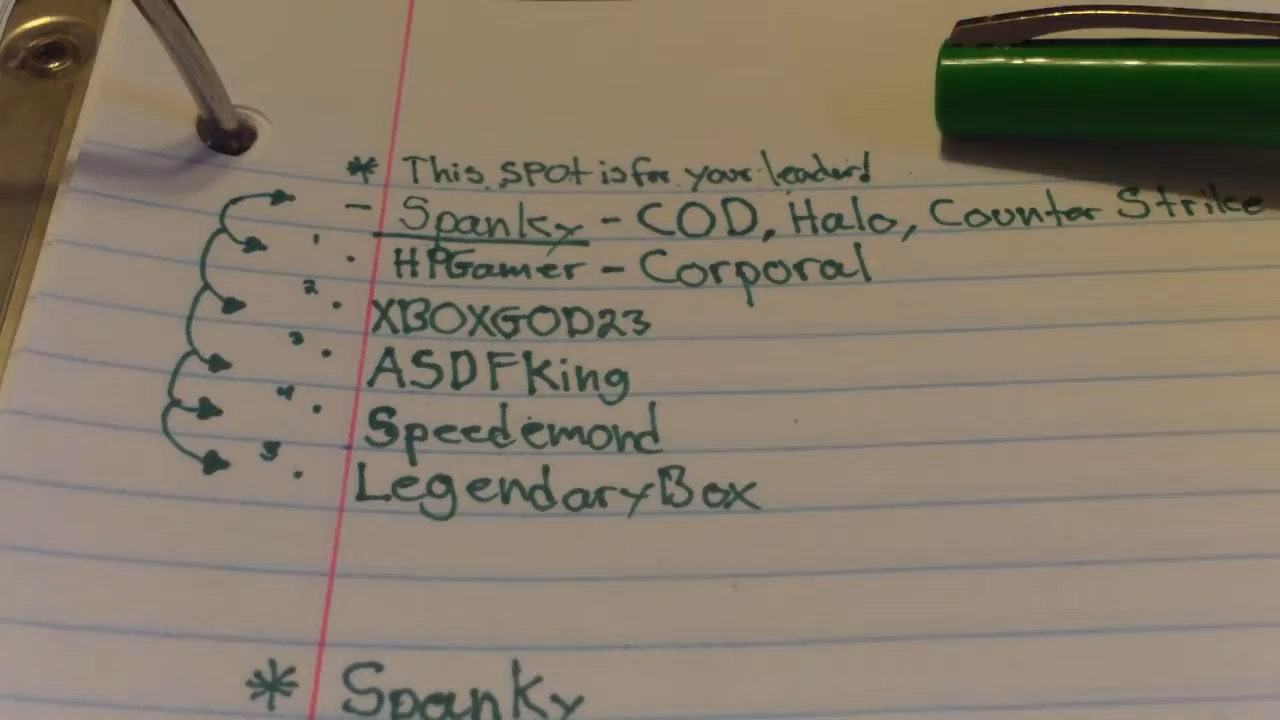 * This spot is for your leader!
- Spanky - COD, Halo, Counter Strike
1 . HPGamer - Corporal
2 . XBOXGOD23
3 . ASDFKing
4 . Speedemond
5 . LegendaryBox
* Spanky